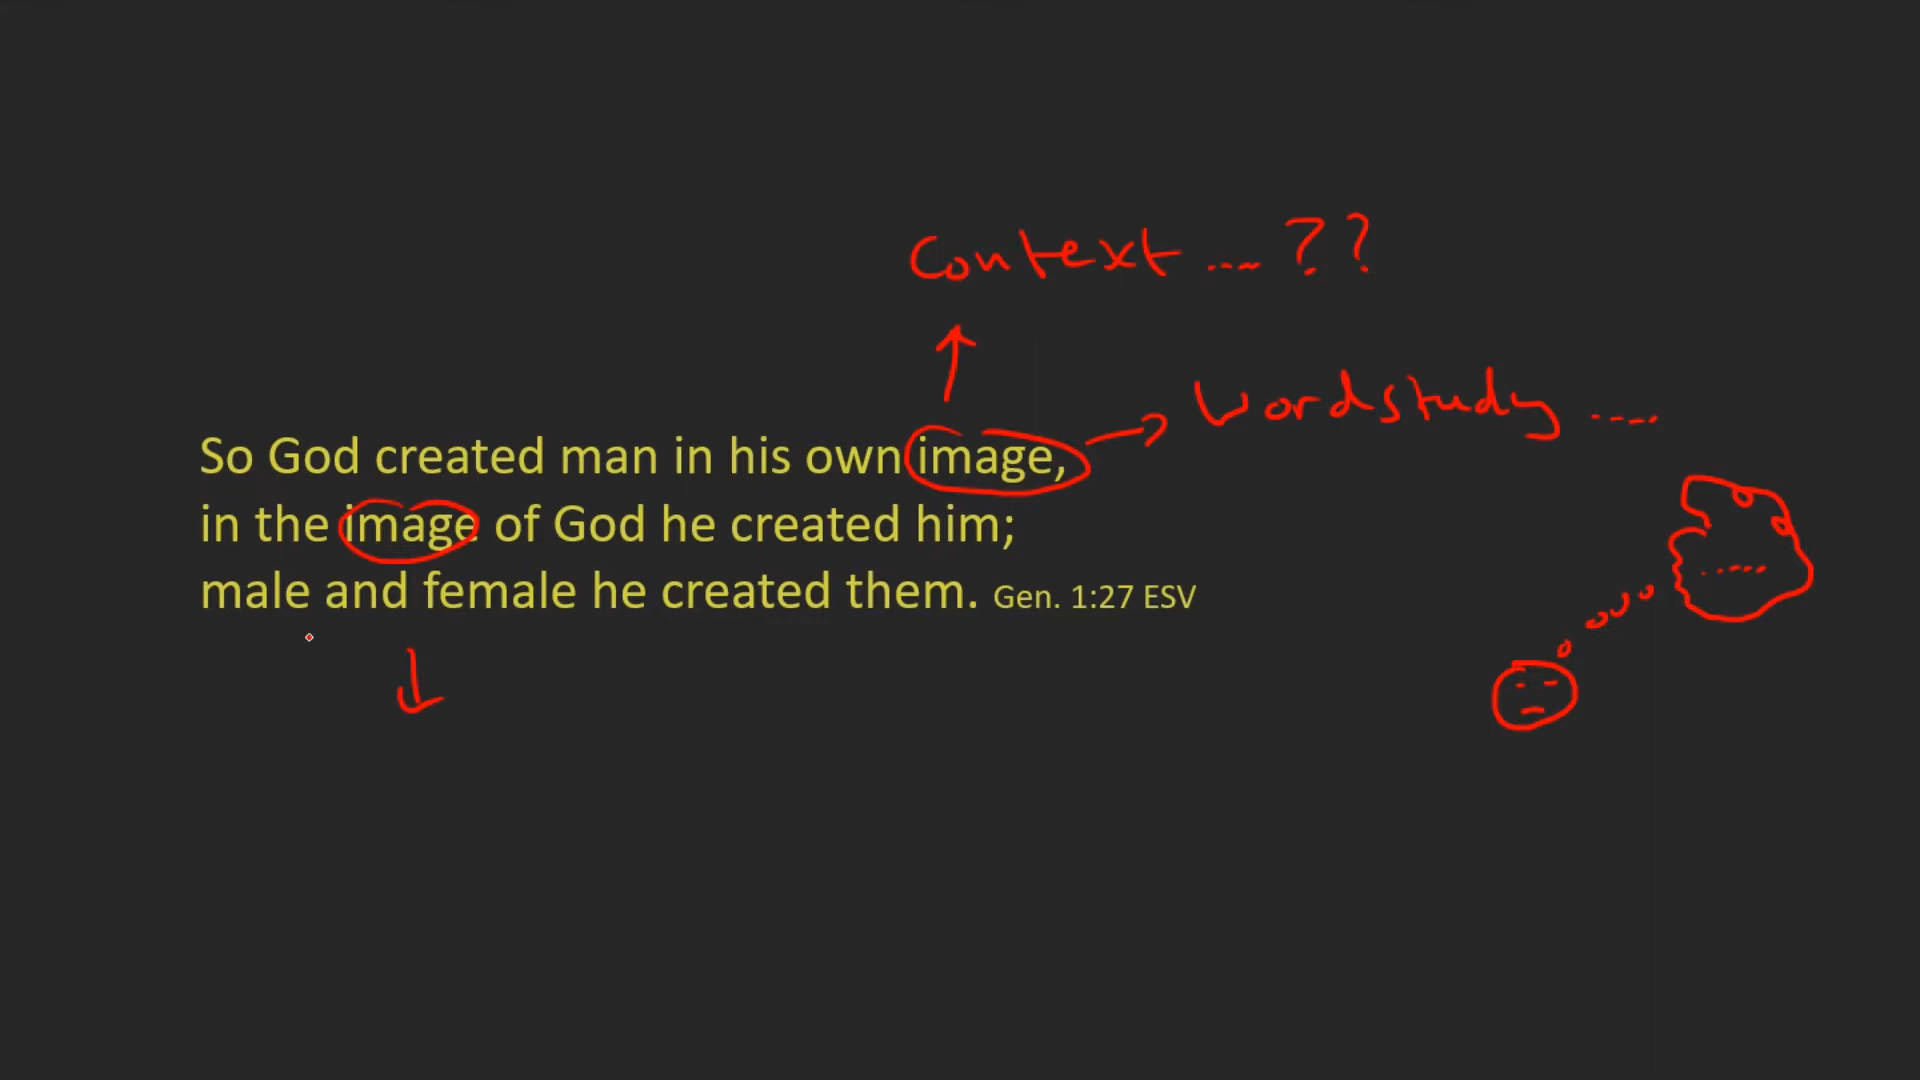 Context .... ??
Wordstudy ....
So God created man in his own image,
in the image of God he created him;
male and female he created them. Gen. 1:27 ESV